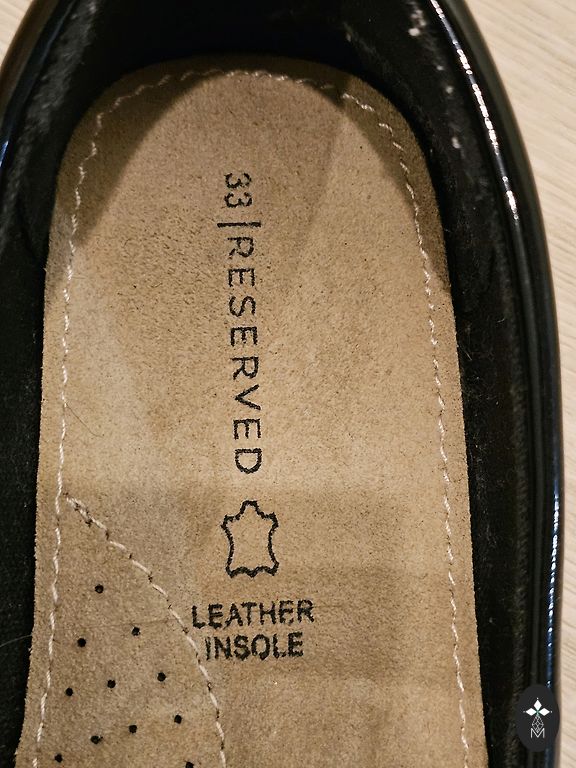 33|RESERVED
LEATHER
INSOLE
M